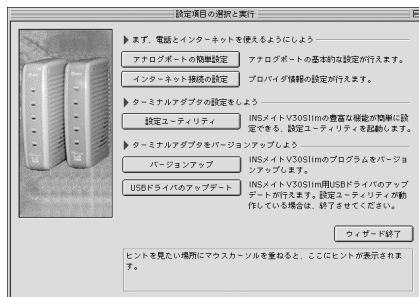 設定項目の選択と実行
まず、電話とインターネットを使えるようにしよう
アナログポートの簡単設定
アナログポートの基本的な設定が行えます。
インターネット接続の設定
プロバイダ情報の設定が行えます。
ターミナルアダプタの設定をしよう
設定ユーティリティ
INSメイトV30Slimの豊富な機能が簡単に設
定できる、設定ユーティリティを起動します。
ターミナルアダプタをバージョンアップしよう
バージョンアップ
INSメイトV30Slimのプログラムをバージョ
ンアップします。
USBドライバのアップデート
INSメイトV30Slim用USBドライバのアップ
デートが行えます。設定ユーティリティが動
作している場合は、終了させてください。
ウィザード終了
ヒントを見たい場所にマウスカーソルを重ねると、ここにヒントが表示されま
す。